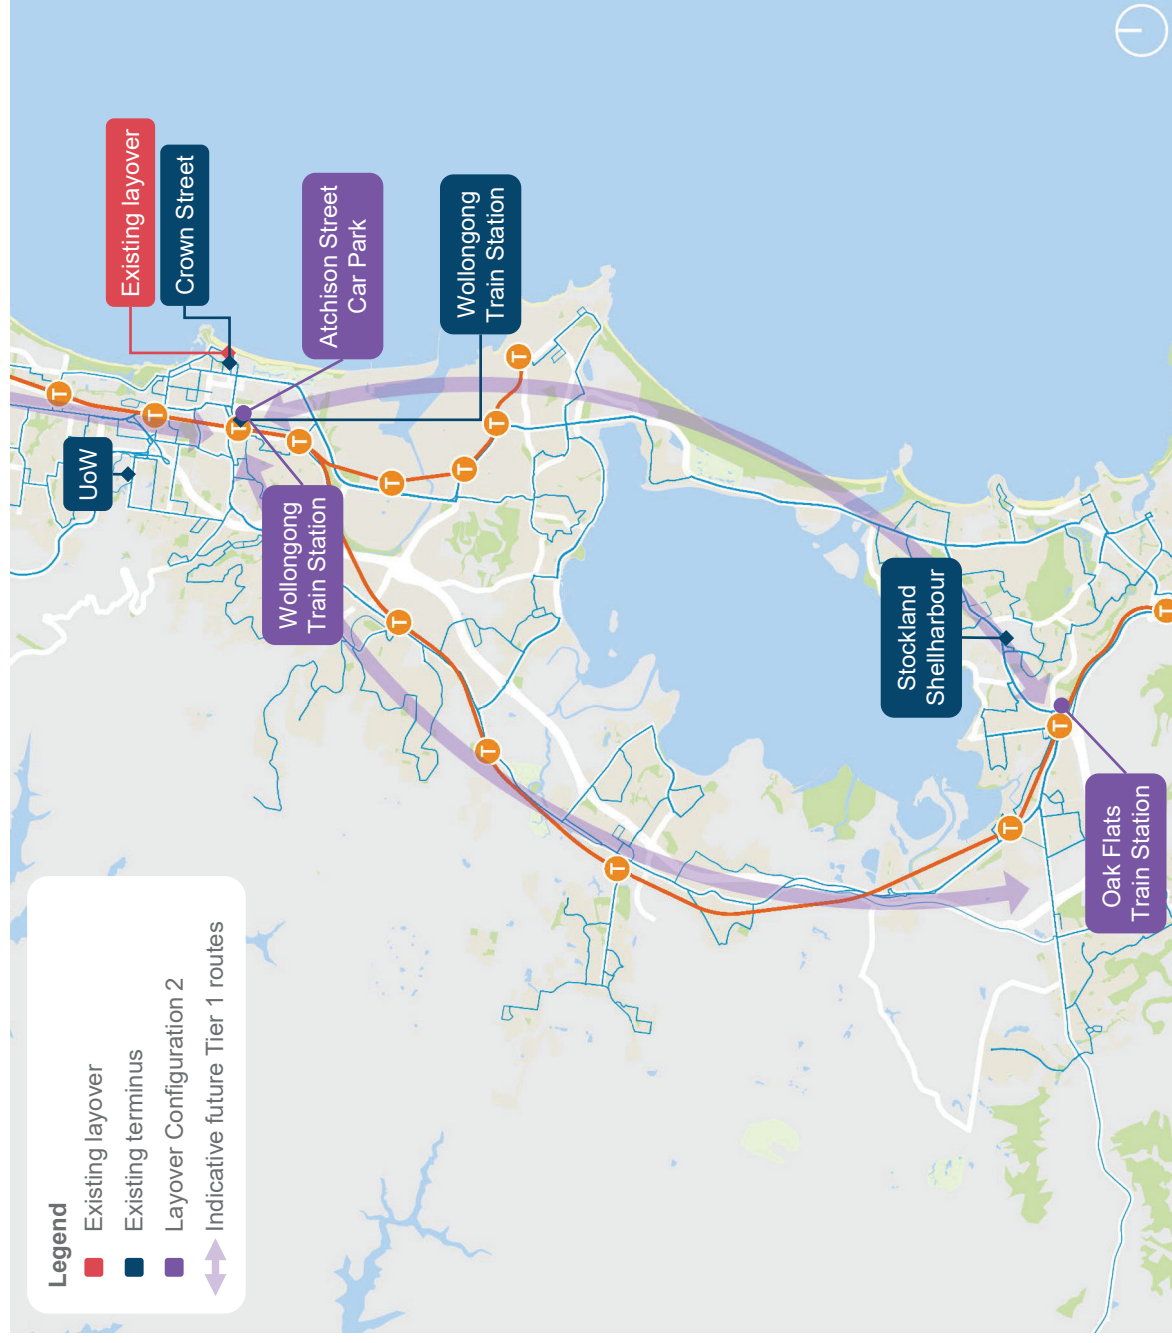 Legend
Existing layover
Existing terminus
Layover Configuration 2
Indicative future Tier 1 routes
Existing layover
Crown Street
Atchison Street
Car Park
Wollongong
Train Station
UoW
Wollongong
Train Station
Stockland
Shellharbour
Oak Flats
Train Station
T
T
T
T
T
T
T
T
T
T
T
T
T
T